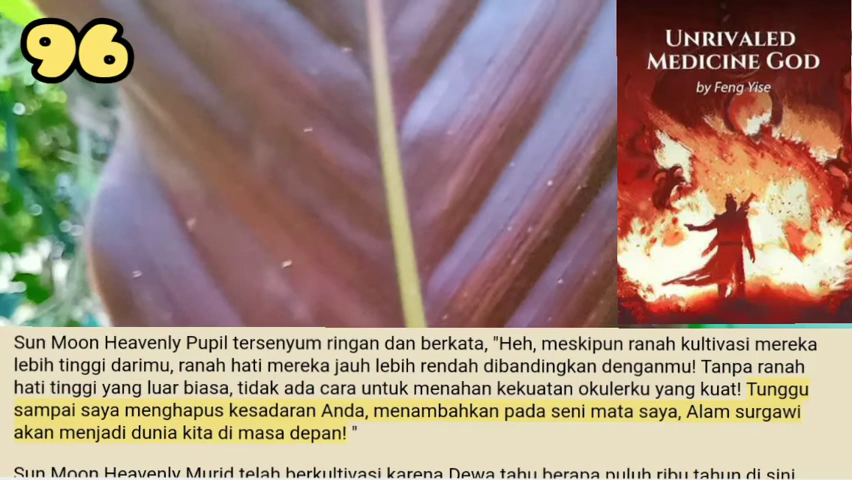 96
UNRIVALED
MEDICINE GOD
by Feng Yise
Sun Moon Heavenly Pupil tersenyum ringan dan berkata, "Heh, meskipun ranah kultivasi mereka
lebih tinggi darimu, ranah hati mereka jauh lebih rendah dibandingkan denganmu! Tanpa ranah
hati tinggi yang luar biasa, tidak ada cara untuk menahan kekuatan okulerku yang kuat! Tunggu
sampai saya menghapus kesadaran Anda, menambahkan pada seni mata saya, Alam surgawi
akan menjadi dunia kita di masa depan! "
Sun Moon Heavenly Murid telah berkultivasi karena Dewa tahu berapa puluh ribu tahun di sini